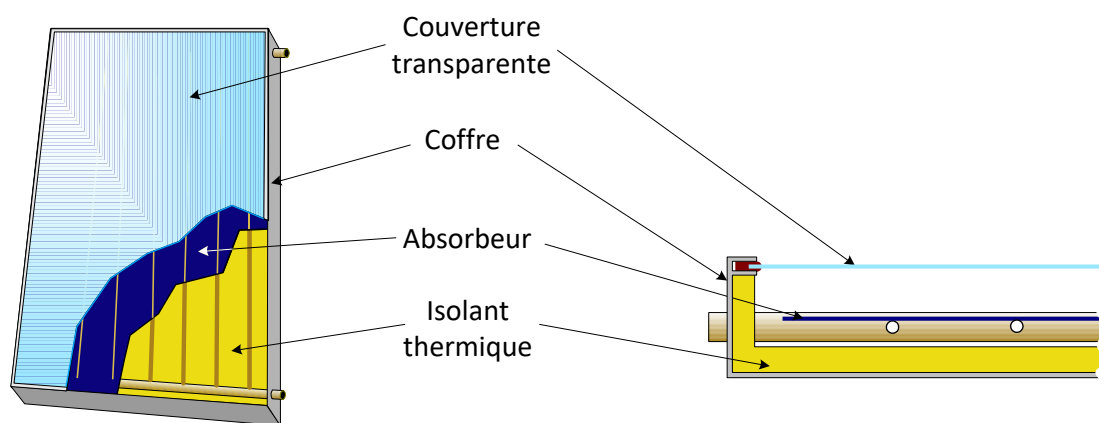 Couverture
transparente
Coffre
Absorbeur
Isolant
thermique